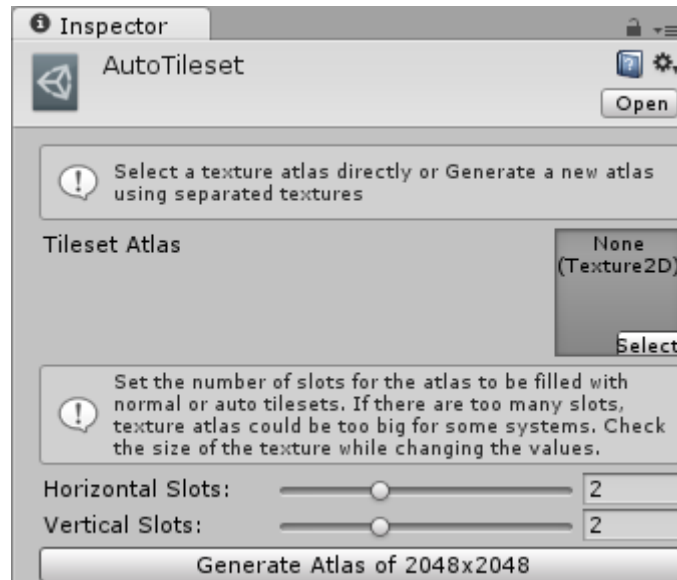 Inspector
AutoTileset
Open
Select a texture atlas directly or Generate a new atlas
using separated textures
Tileset Atlas
None
(Texture2D)
Select
Set the number of slots for the atlas to be filled with
normal or auto tilesets. If there are too many slots,
texture atlas could be too big for some systems. Check
the size of the texture while changing the values.
Horizontal Slots: 2
Vertical Slots: 2
Generate Atlas of 2048x2048